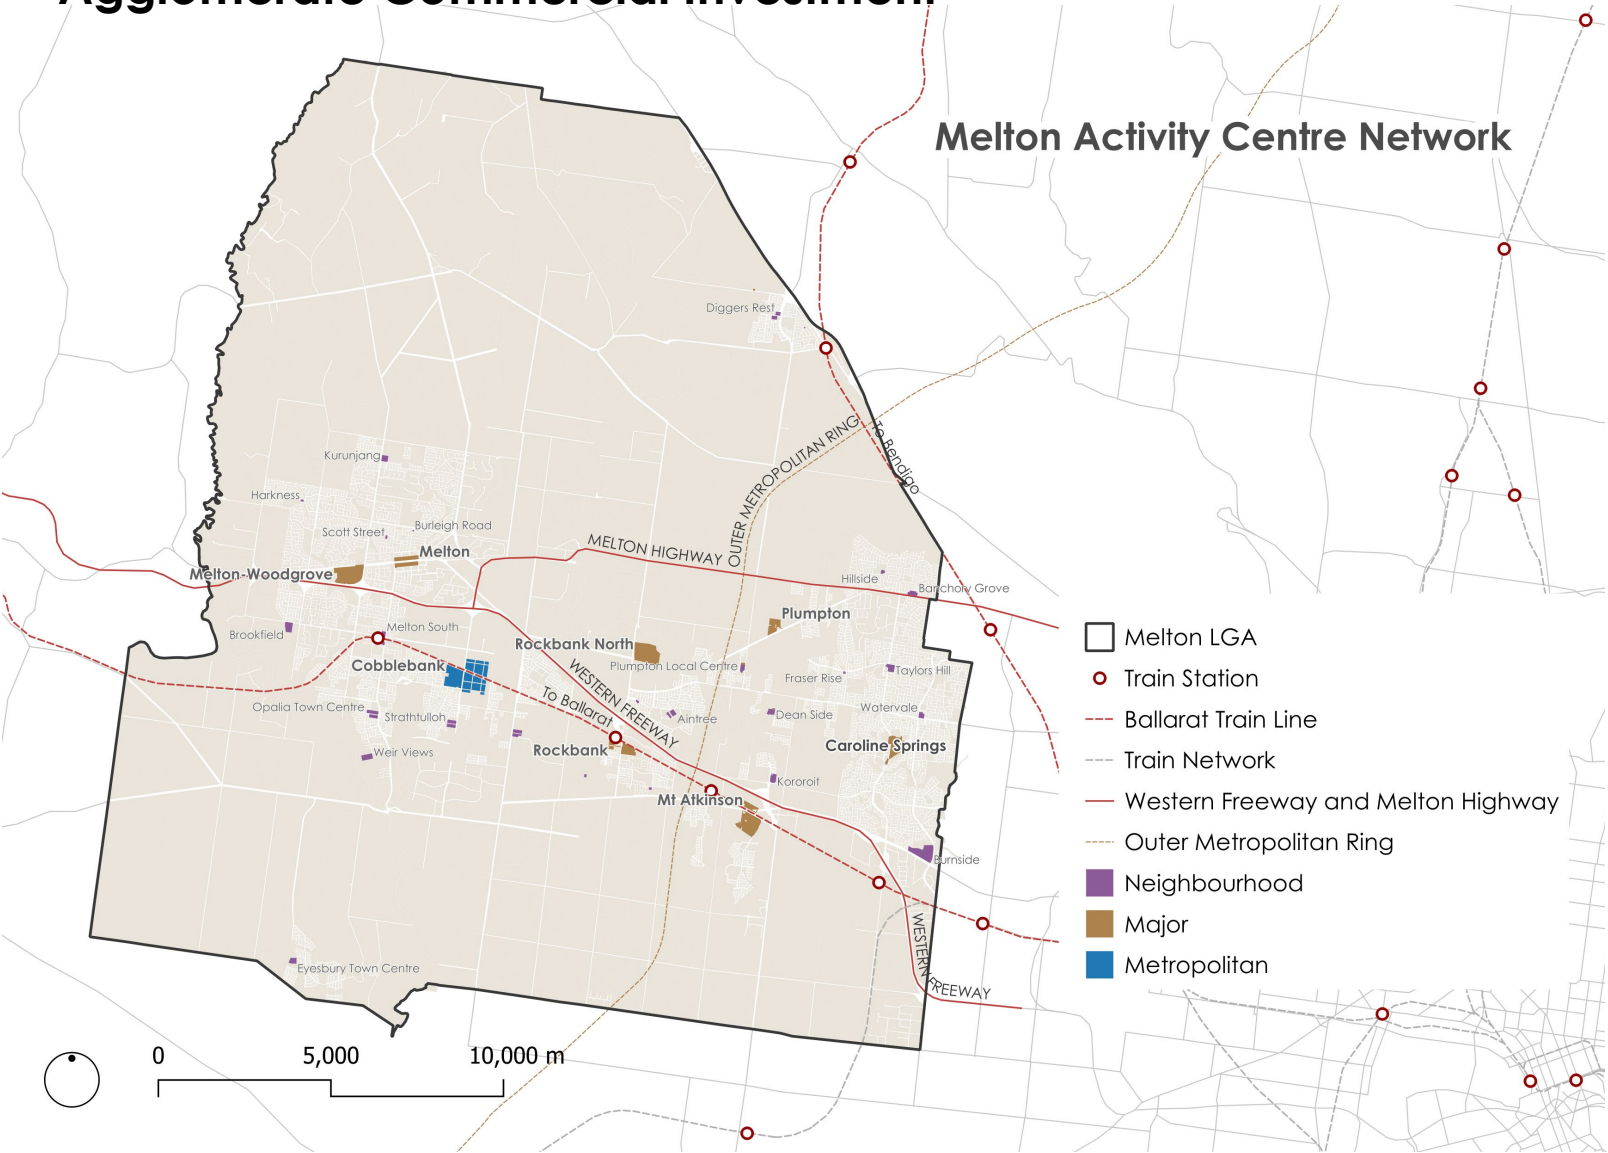 Agglomerate Commercial Investment
Melton Activity Centre Network
Diggers Rest
To Bendigo
OUTER METROPOLITAN RING
Kurunjang
Harkness
Scott Street
Burleigh Road
Melton
MELTON HIGHWAY
Melton-Woodgrove
Hillside
Banchory Grove
Plumpton
Brookfield
Melton South
Rockbank North
Cobblebank
Plumpton Local Centre
Fraser Rise
Taylors Hill
WESTERN FREEWAY
To Ballarat
Opalia Town Centre
Strathtulloh
Aintree
Dean Side
Watervale
Weir Views
Rockbank
Caroline Springs
Kororoit
Mt Atkinson
Burnside
WESTERN FREEWAY
Eyesbury Town Centre
0 5,000 10,000 m
Melton LGA
Train Station
Ballarat Train Line
Train Network
Western Freeway and Melton Highway
Outer Metropolitan Ring
Neighbourhood
Major
Metropolitan